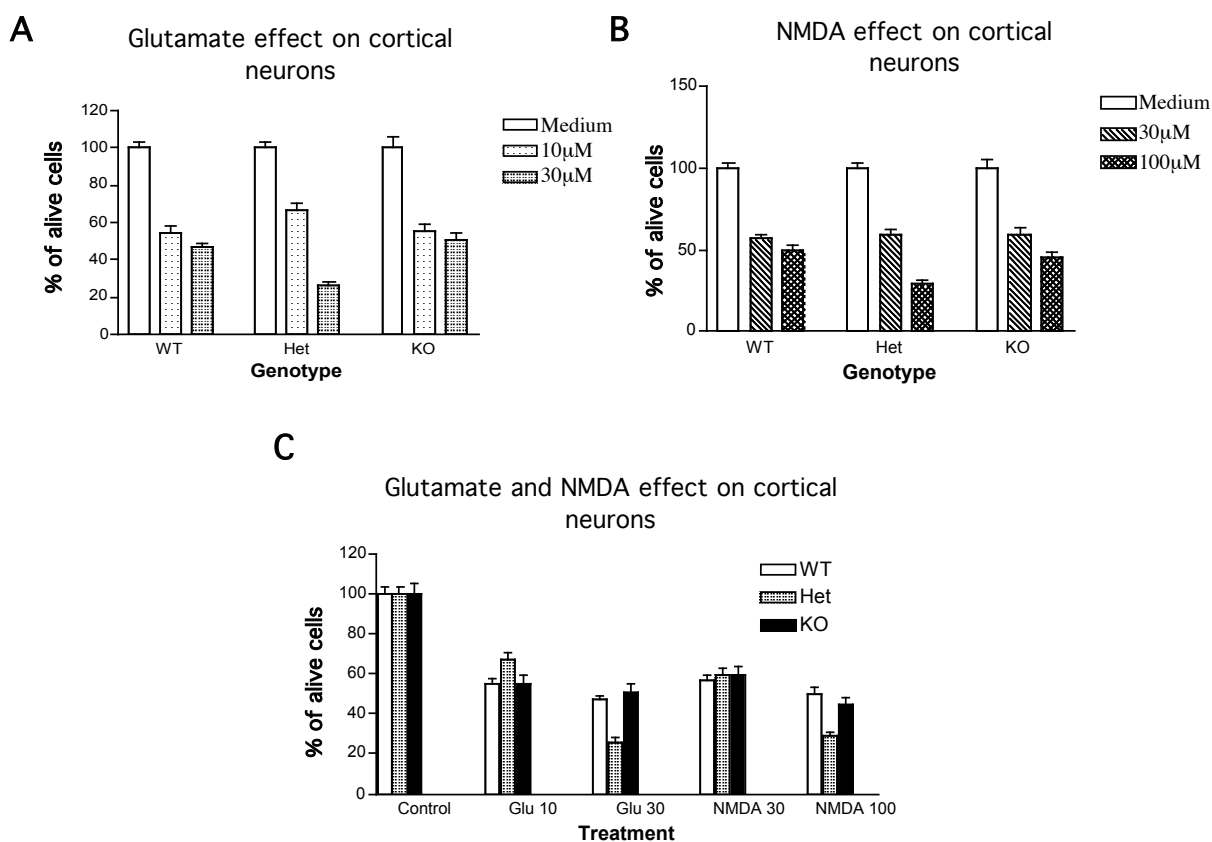 A
Glutamate effect on cortical
neurons
% of alive cells
120
100
80
60
40
20
0
WT Het KO
Genotype
Medium
10µM
30µM
B
NMDA effect on cortical
neurons
% of alive cells
150
100
50
0
WT Het KO
Genotype
Medium
30µM
100µM
C
Glutamate and NMDA effect on cortical
neurons
% of alive cells
120
100
80
60
40
20
0
Control Glu 10 Glu 30 NMDA 30 NMDA 100
Treatment
WT
Het
KO